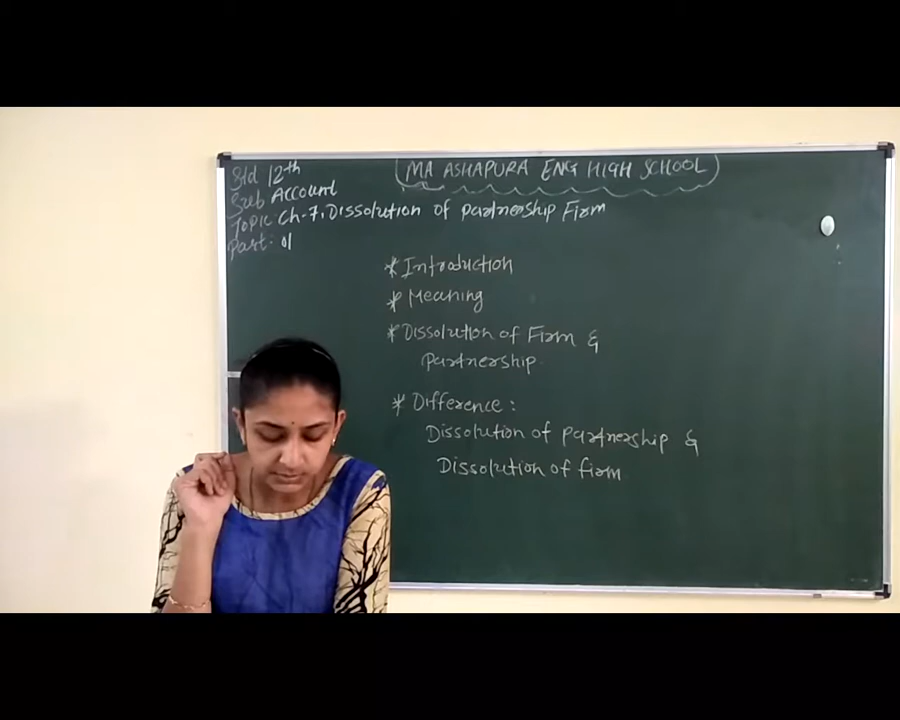 MA ASHAPURA ENG HIGH SCHOOL
Std 12th
Sub Account
Topic Ch-7. Dissolution of partnership Firm
Part: 01
* Introduction
* Meaning
* Dissolution of Firm &
Partnership
* Difference:
Dissolution of partnership &
Dissolution of firm